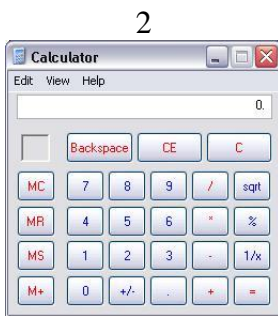 2
Calculator
Edit View Help
0.
Backspace CE C
MC 7 8 9 / sqrt
MR 4 5 6 * %
MS 1 2 3 - 1/x
M+ 0 +/- . + =